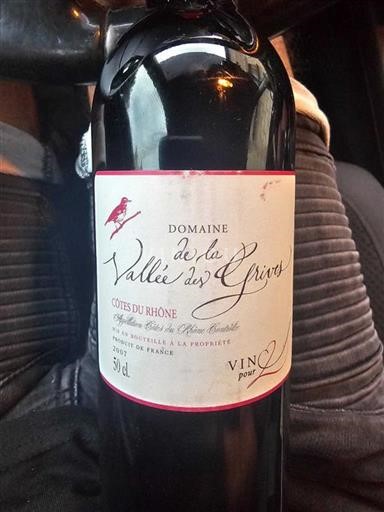 DOMAINE
de la
Vallée des Grives
CÔTES DU RHÔNE
Appellation Côtes du Rhône Contrôlée
MIS EN BOUTEILLE À LA PROPRIÉTÉ
PRODUIT DE FRANCE
2007
50 cl.
VIN
pour 2